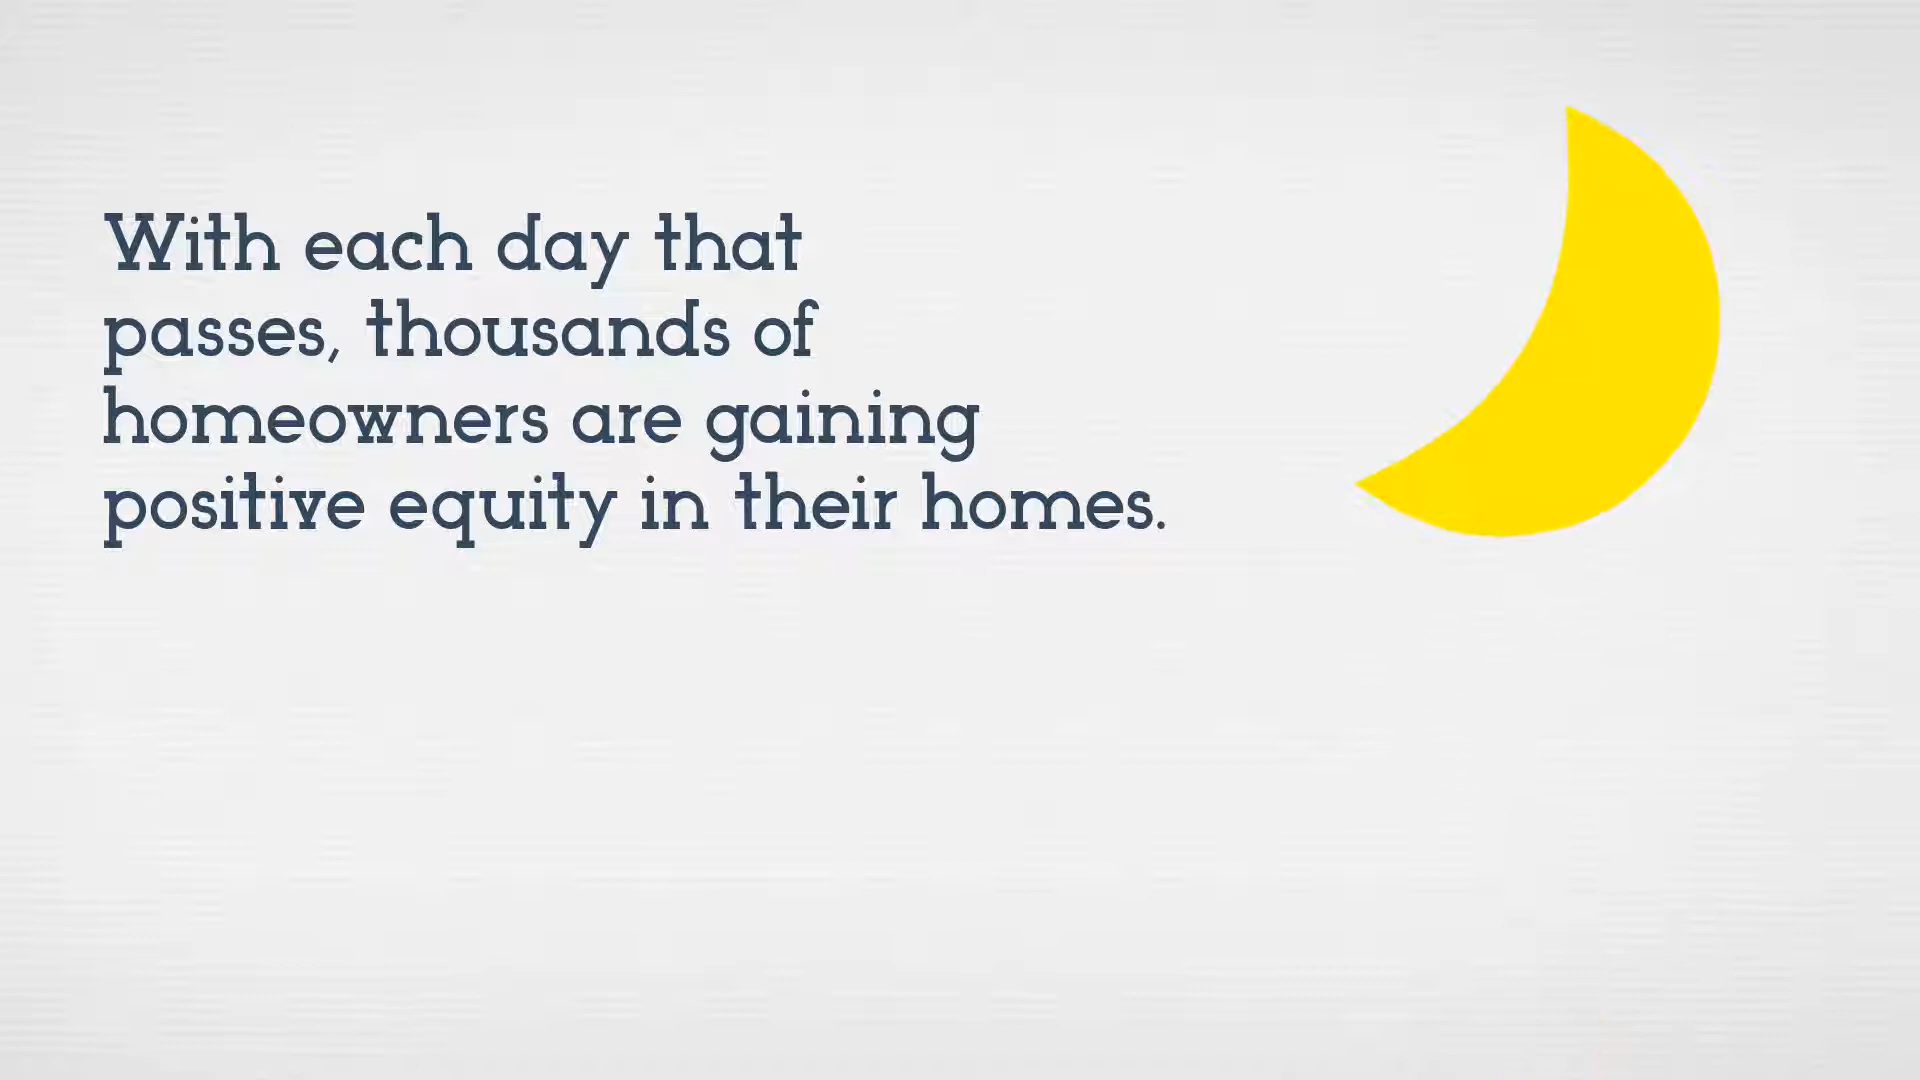 With each day that
passes, thousands of
homeowners are gaining
positive equity in their homes.